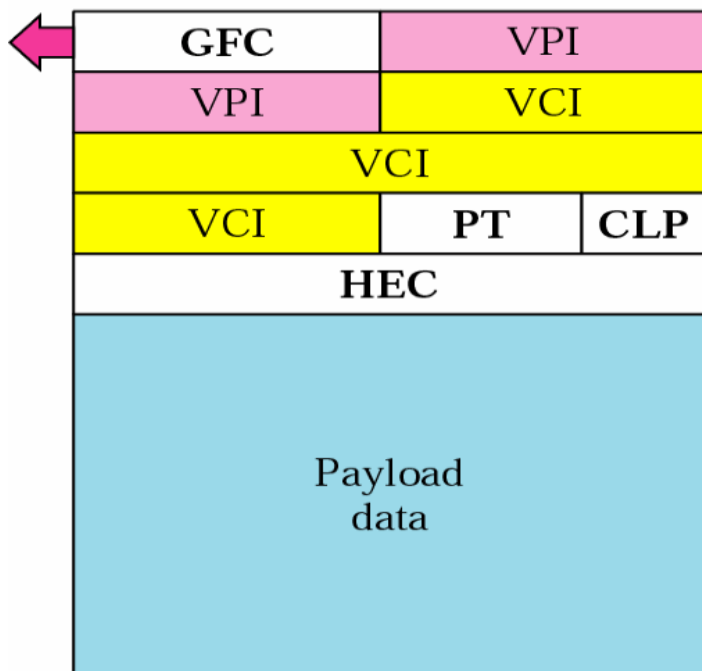 GFC VPI
VPI VCI
VCI
VCI PT CLP
HEC
Payload
data